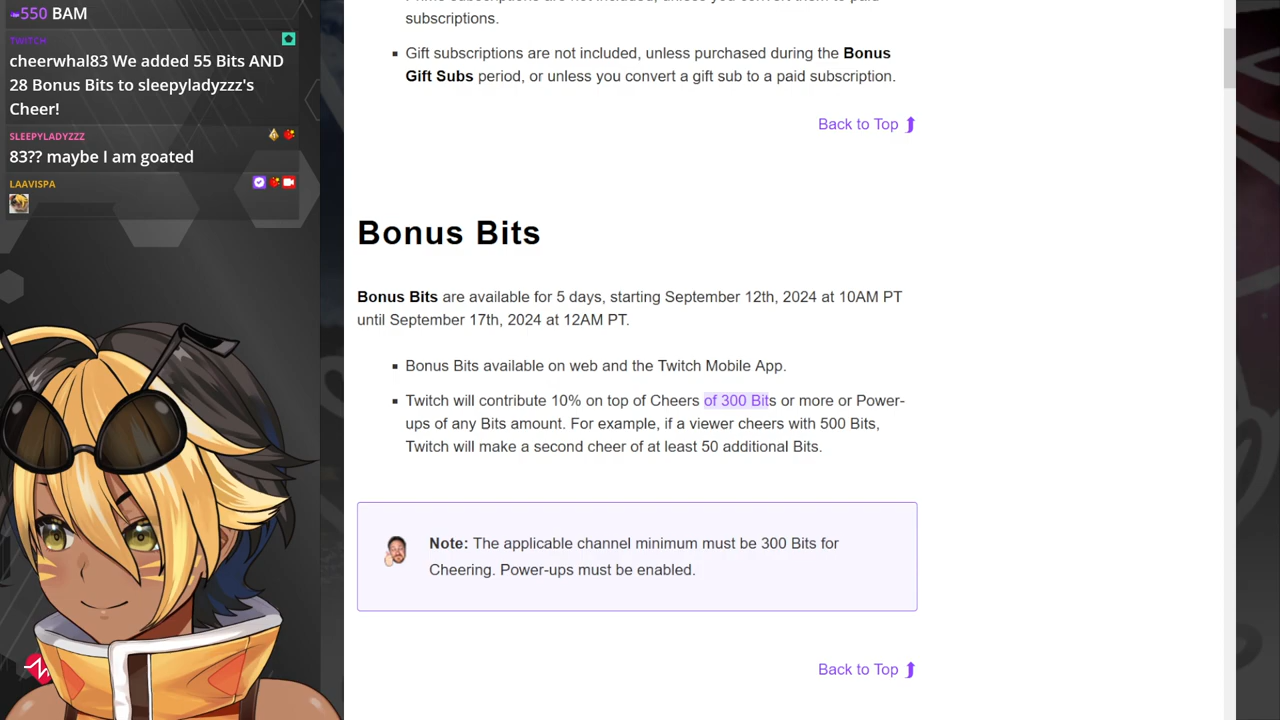 550 BAM
TWITCH
cheerwhal83 We added 55 Bits AND
28 Bonus Bits to sleepyladyzzz's
Cheer!
SLEEPYLADYZZZ
83?? maybe I am goated
LAAVISPA
subscriptions.
Gift subscriptions are not included, unless purchased during the Bonus
Gift Subs period, or unless you convert a gift sub to a paid subscription.
Back to Top
Bonus Bits
Bonus Bits are available for 5 days, starting September 12th, 2024 at 10AM PT
until September 17th, 2024 at 12AM PT.
Bonus Bits available on web and the Twitch Mobile App.
Twitch will contribute 10% on top of Cheers of 300 Bits or more or Power-
ups of any Bits amount. For example, if a viewer cheers with 500 Bits,
Twitch will make a second cheer of at least 50 additional Bits.
Note: The applicable channel minimum must be 300 Bits for
Cheering. Power-ups must be enabled.
Back to Top